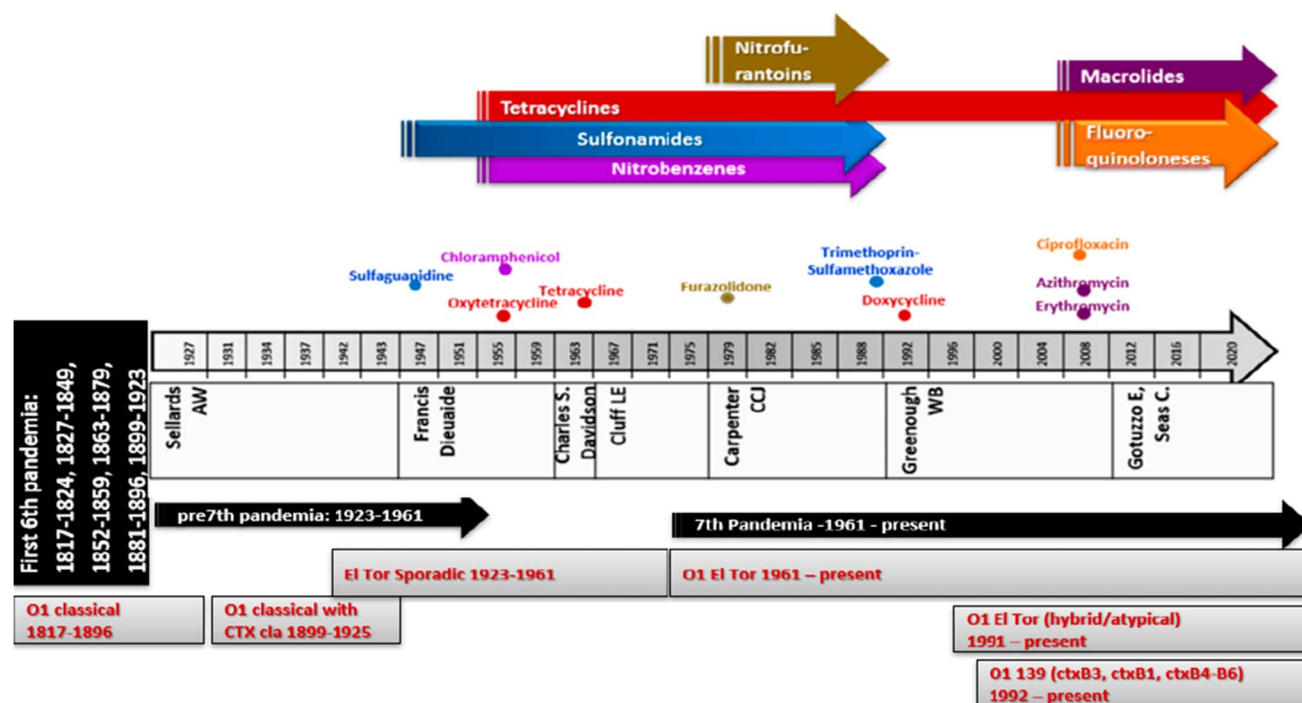 Nitrofu-
rantoins
Macrolides
Tetracyclines
Sulfonamides
Fluoro-
quinoloneses
Nitrobenzenes
Ciprofloxacin
Trimethoprin-
Sulfamethoxazole
Chloramphenicol
Sulfaguanidine
Azithromycin
Furazolidone
Tetracycline
Oxytetracycline
Doxycycline
Erythromycin
1927 1931 1934 1937 1942 1943 1947 1951 1955 1959 1963 1967 1971 1975 1979 1982 1985 1988 1992 1996 2000 2004 2008 2012 2016 2020
First 6th pandemia:
1817-1824, 1827-1849,
1852-1859, 1863-1879,
1881-1896, 1899-1923
Sellards
AW
Francis
Dieuaide
Charles S.
Davidson
Cluff LE
Carpenter
CCJ
Greenough
WB
Gotuzzo E,
Seas C.
pre7th pandemia: 1923-1961
7th Pandemia -1961 - present
El Tor Sporadic 1923-1961
O1 El Tor 1961 – present
O1 classical
1817-1896
O1 classical with
CTX cla 1899-1925
O1 El Tor (hybrid/atypical)
1991 – present
O1 139 (ctxB3, ctxB1, ctxB4-B6)
1992 – present